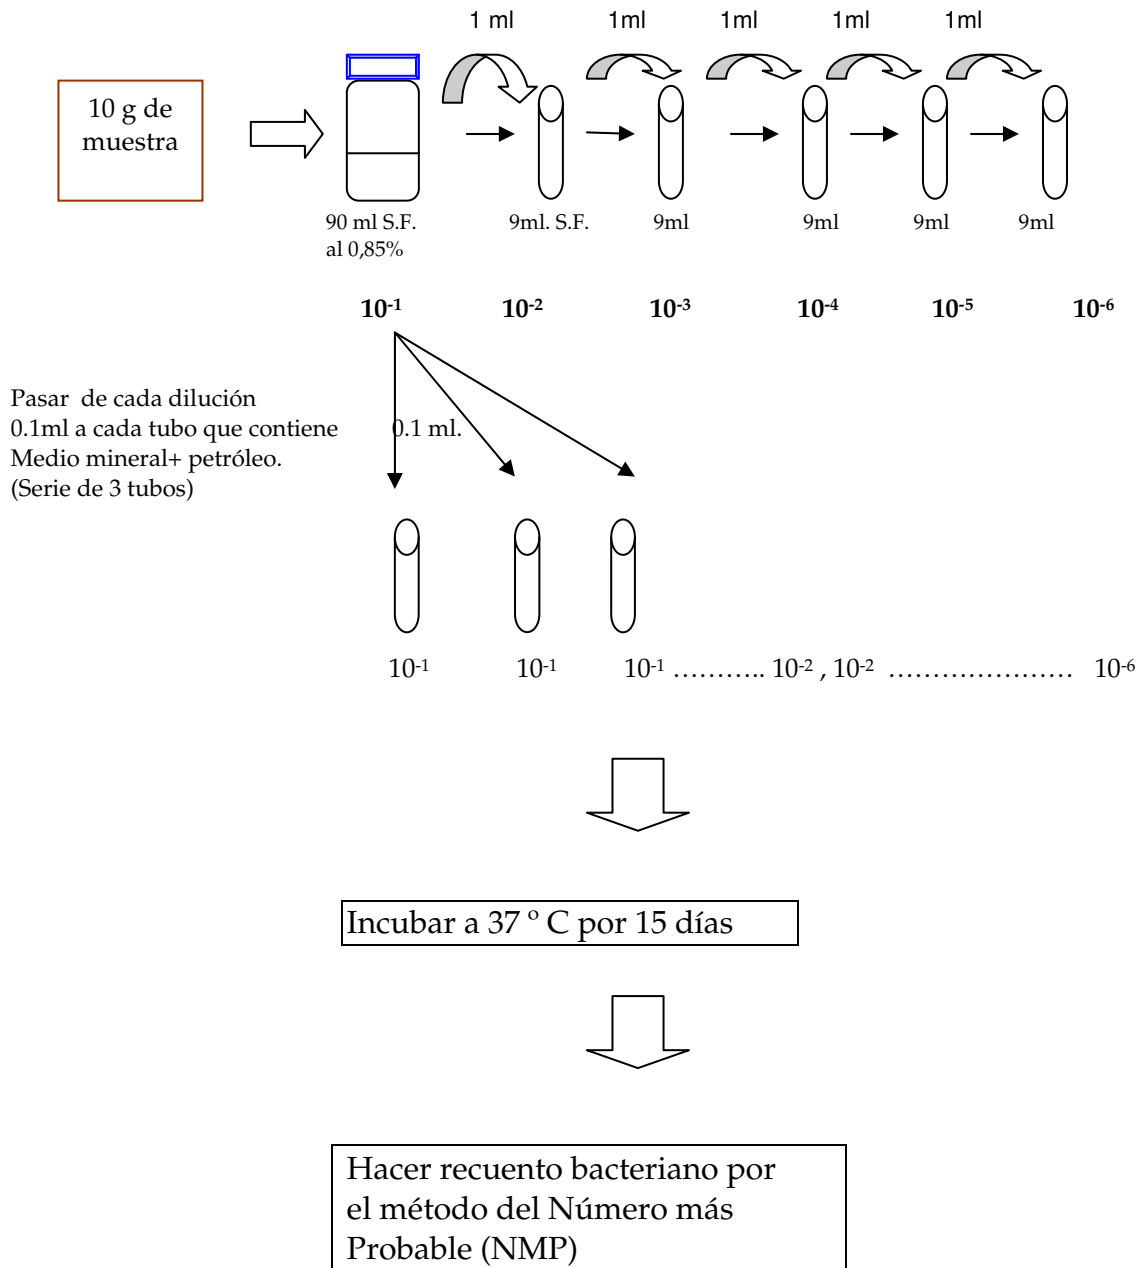 1 ml 1ml 1ml 1ml 1ml
10 g de
muestra
90 ml S.F. 9ml. S.F. 9ml 9ml 9ml 9ml
al 0,85%
10-1 10-2 10-3 10-4 10-5 10-6
Pasar de cada dilución
0.1ml a cada tubo que contiene 0.1 ml.
Medio mineral+ petróleo.
(Serie de 3 tubos)
10-1 10-1 10-1 ……….. 10-2 , 10-2 ………………… 10-6
Incubar a 37 º C por 15 días
Hacer recuento bacteriano por
el método del Número más
Probable (NMP)